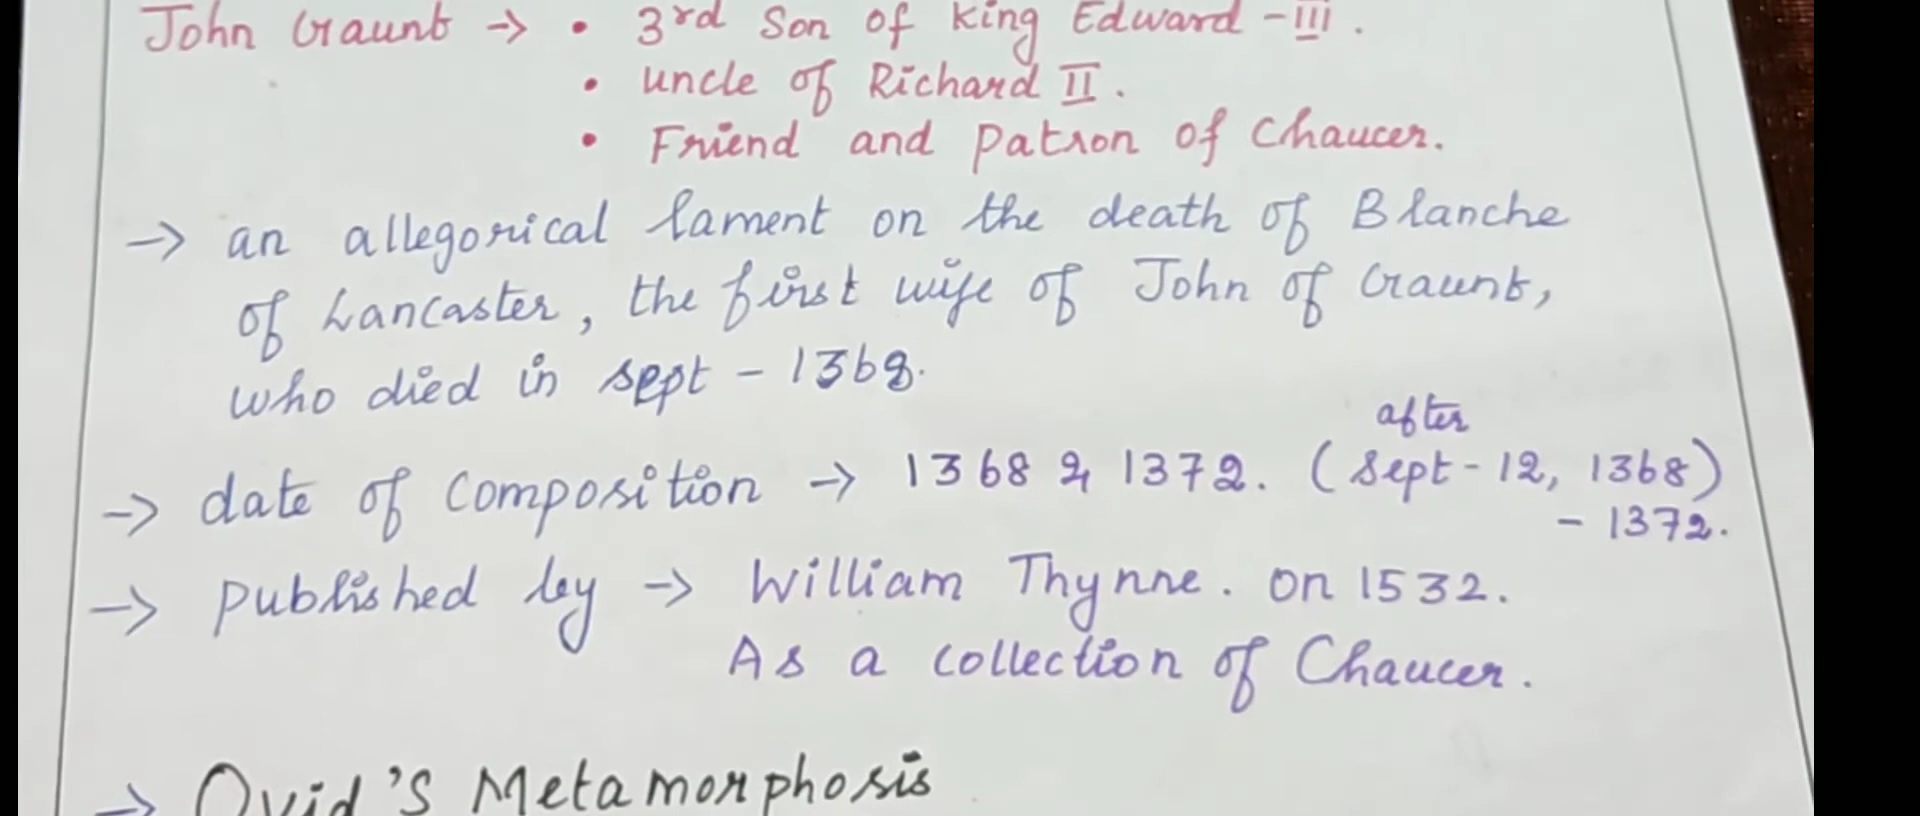 John Graunt → • 3rd Son of King Edward - III.
• uncle of Richard II.
• Friend and Patron of Chaucer.
→ an allegorical lament on the death of Blanche
of Lancaster, the first wife of John of Graunt,
who died in sept - 1368.
after
→ date of Composition → 1368 & 1372. (Sept - 12, 1368)
- 1372.
→ Published by → William Thynne. On 1532.
As a collection of Chaucer.
→ Ovid's Metamorphosis